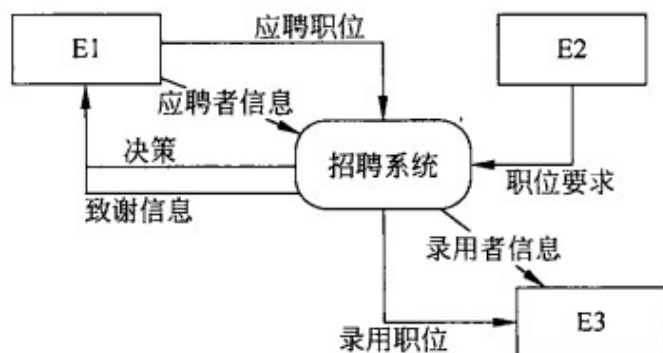 E1
应聘职位
E2
应聘者信息
决策
招聘系统
致谢信息
职位要求
录用者信息
录用职位
E3